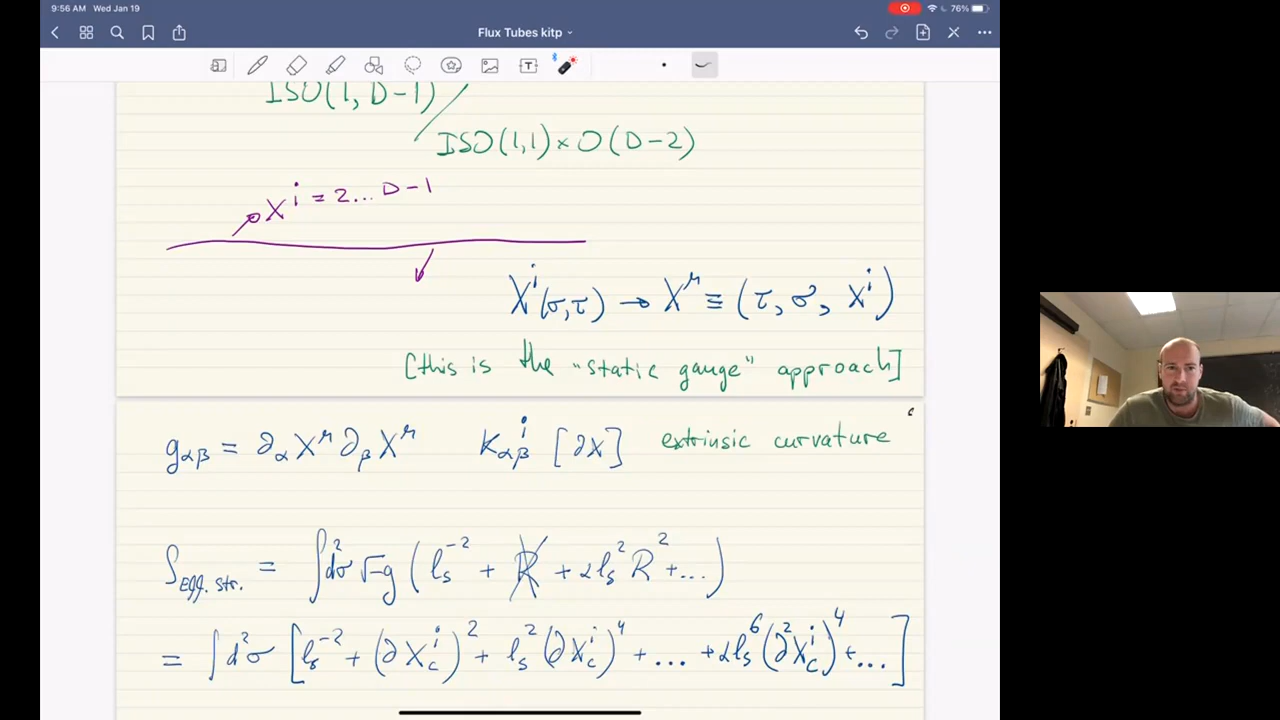 9:56 AM Wed Jan 19
76%
Flux Tubes kitp
ISO(1, D-1) /
ISO(1,1) × O(D-2)
X^i = 2... D-1
X^i(σ,τ) → X^μ ≡ (τ, σ, X^i)
[this is the "static gauge" approach]
g_αβ = ∂_α X^μ ∂_β X^μ K^i_αβ [∂X] extrinsic curvature
S_Eff. str. = ∫d²σ √-g (l_s^-2 + R + α l_s² R² + ...)
= ∫d²σ [l_s^-2 + (∂X_c^i)² + l_s² (∂X_c^i)⁴ + ... + α l_s⁶ (∂²X_c^i)⁴ + ...]